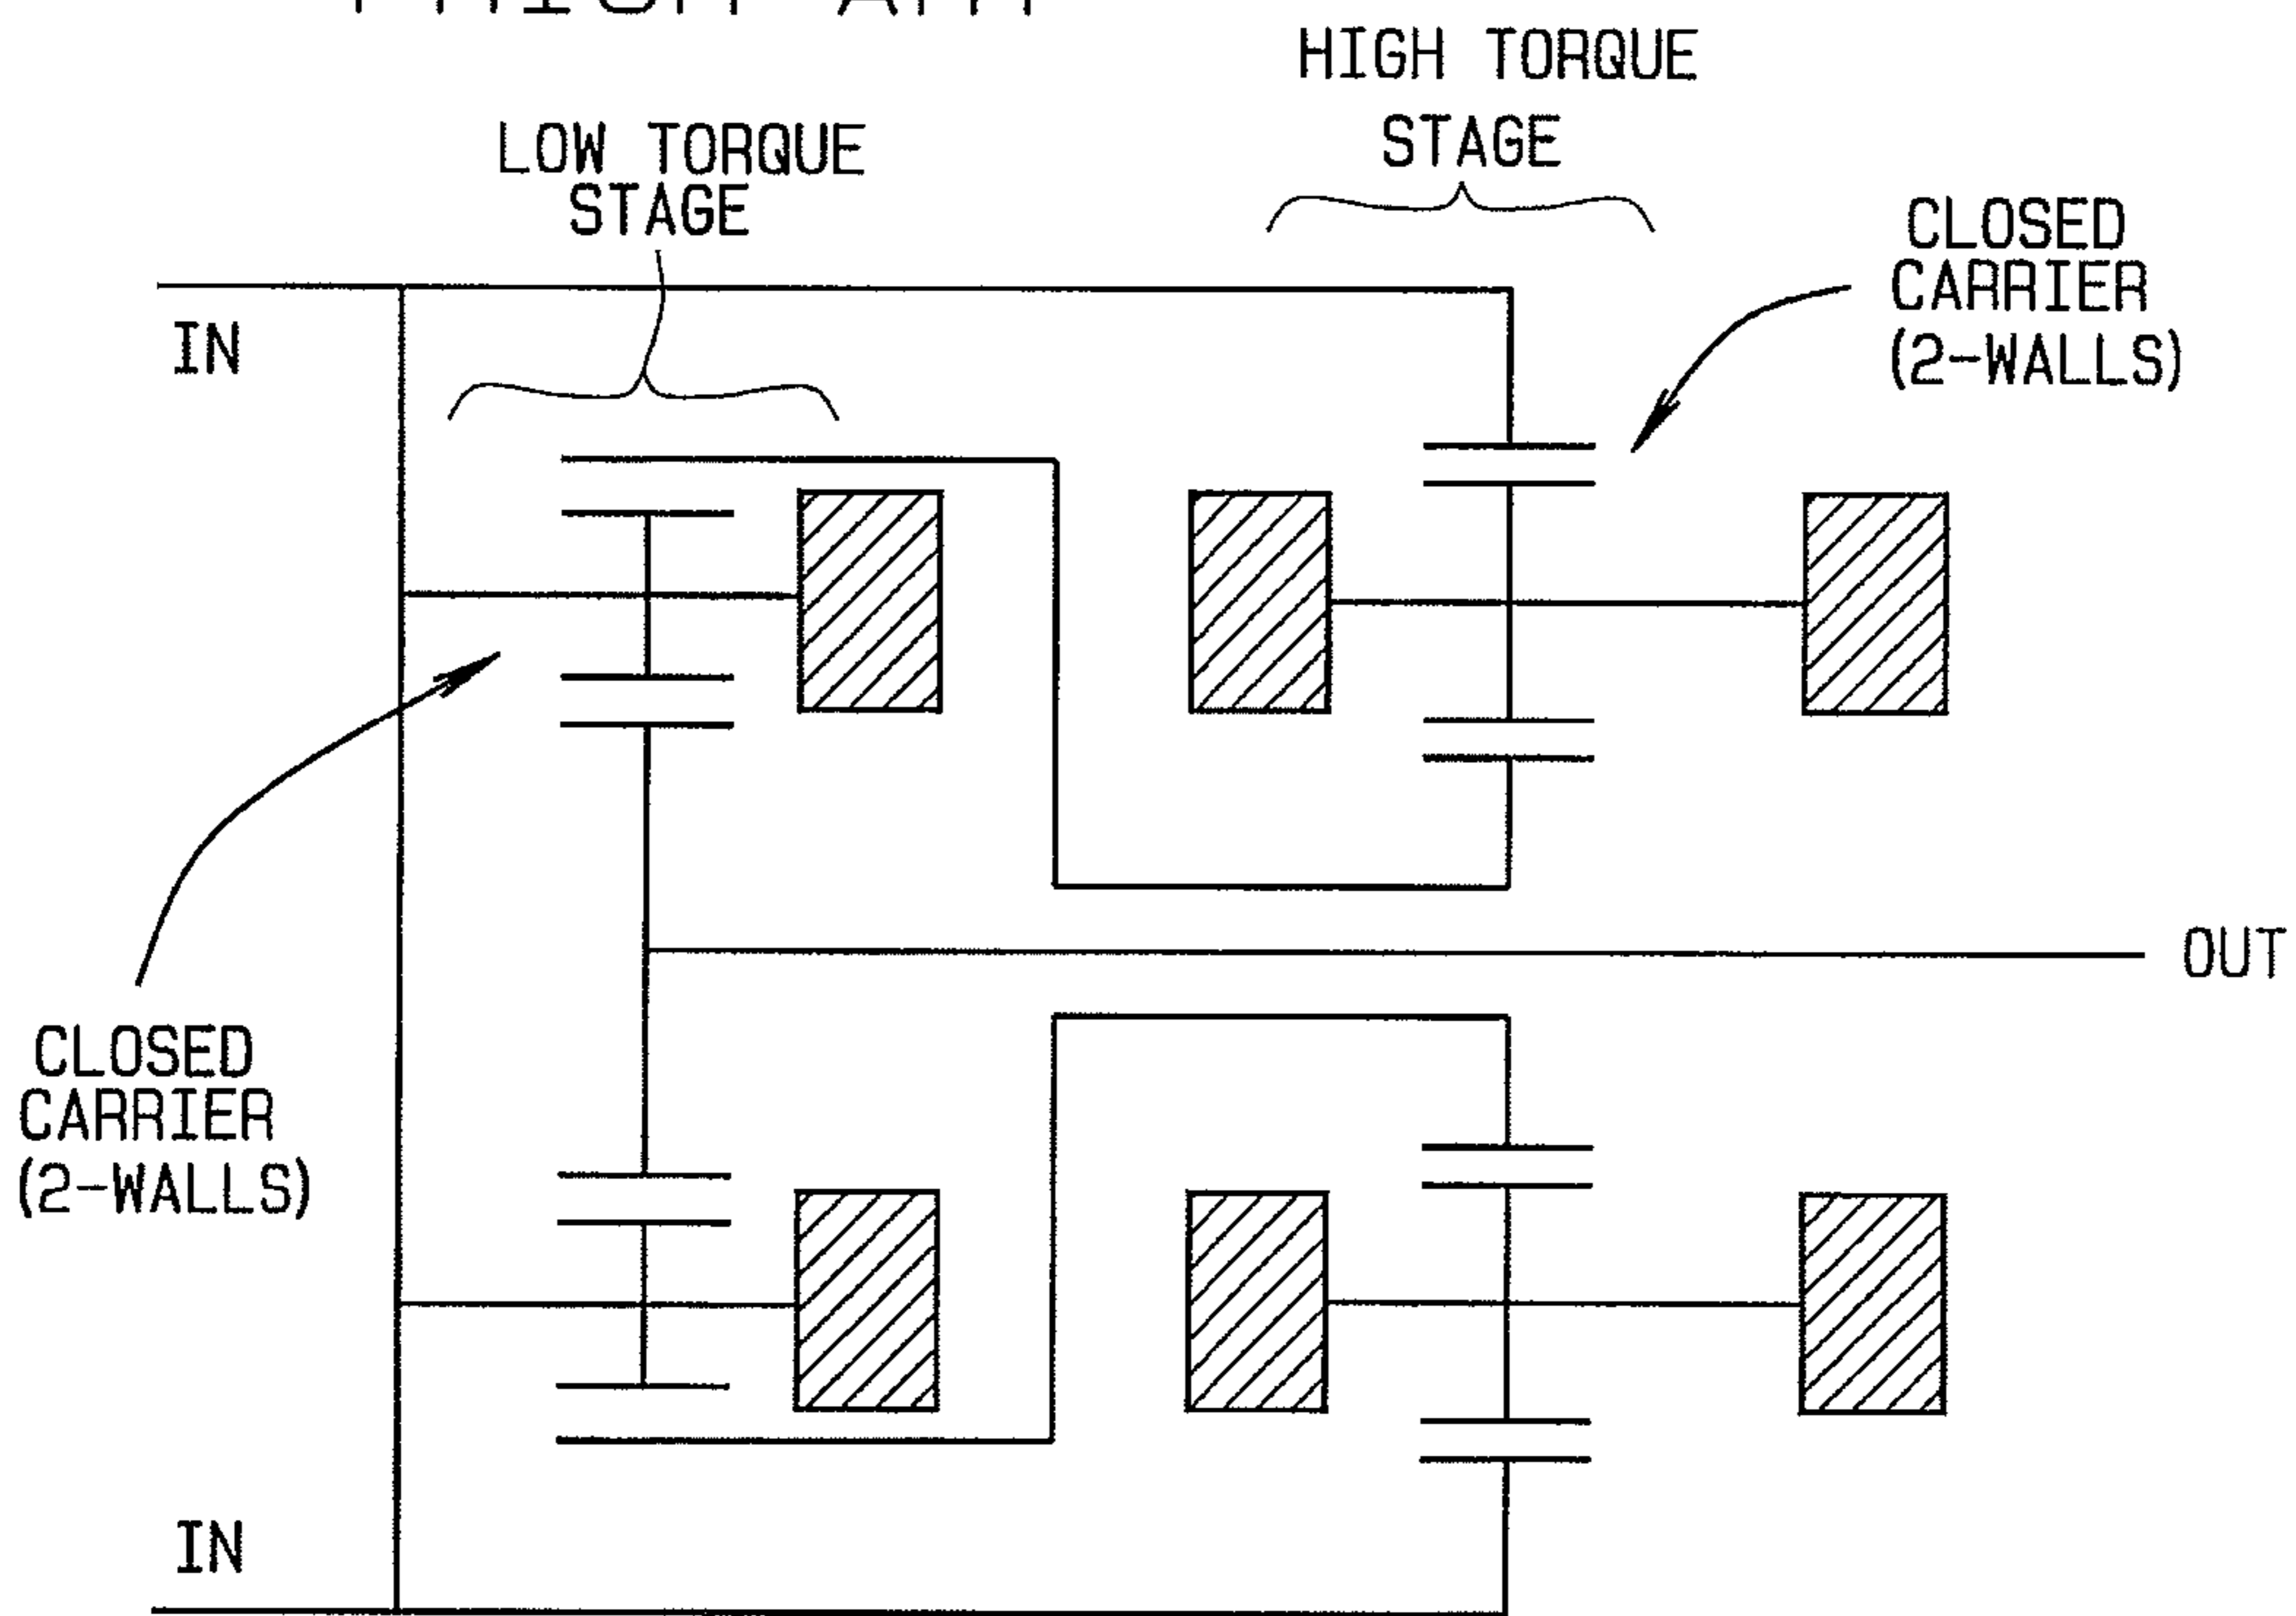 HIGH TORQUE
STAGE
LOW TORQUE
STAGE
CLOSED
CARRIER
(2-WALLS)
IN
OUT
CLOSED
CARRIER
(2-WALLS)
IN